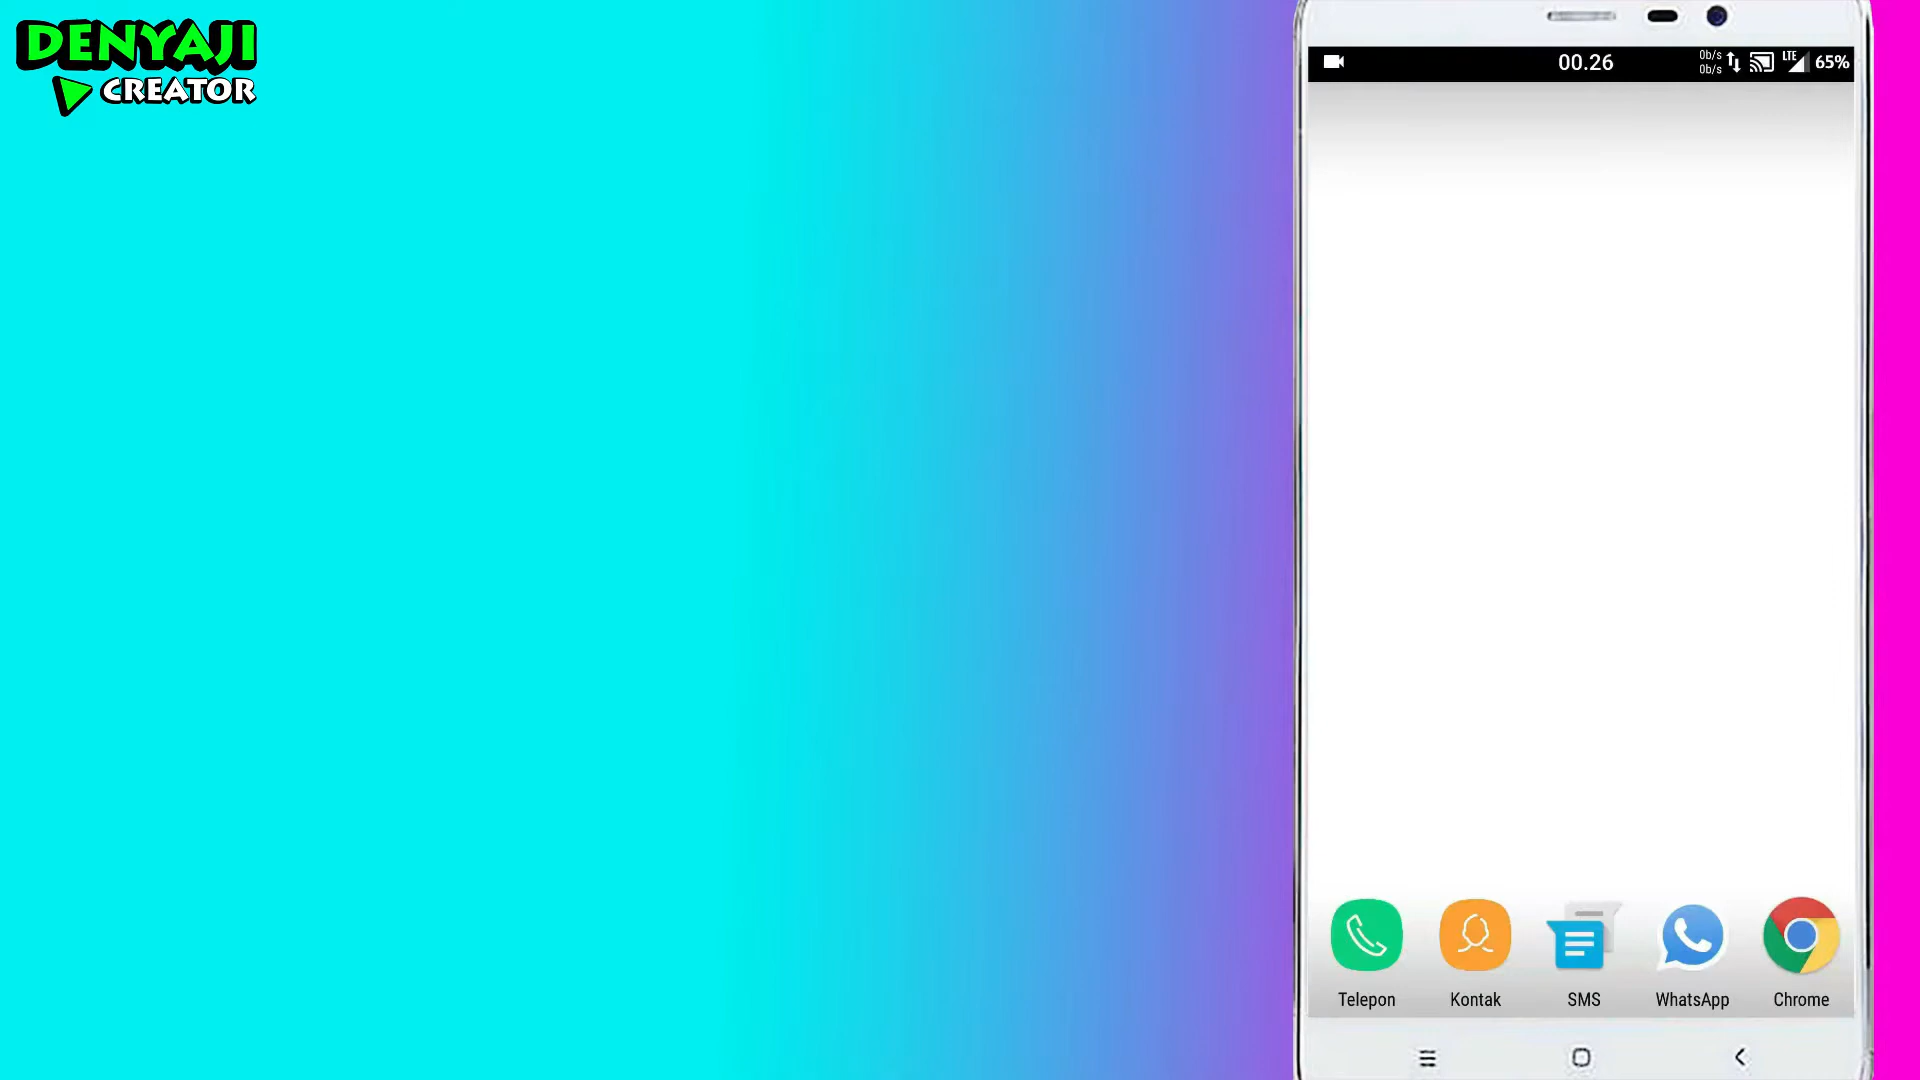 DENYAJI
CREATOR
00.26
0b/s
0b/s
LTE
65%
Telepon
Kontak
SMS
WhatsApp
Chrome